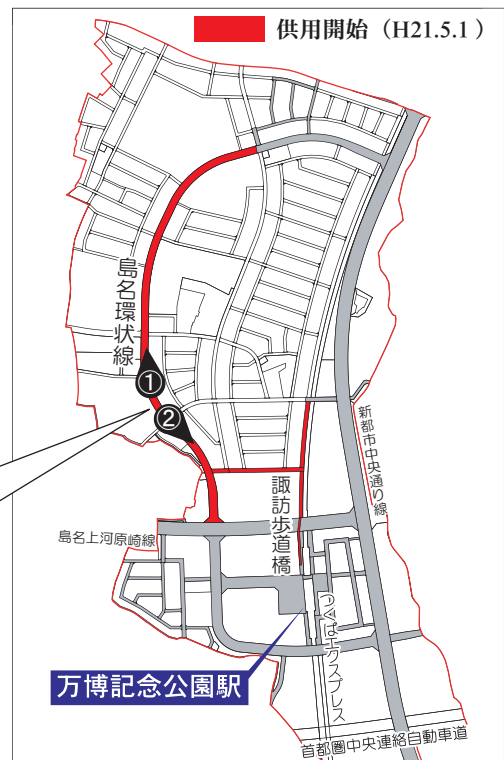 供用開始（H21.5.1）
島名環状線
①
②
新都市中央通り線
諏訪歩道橋
島名上河原崎線
つくばエクスプレス
万博記念公園駅
首都圏中央連絡自動車道